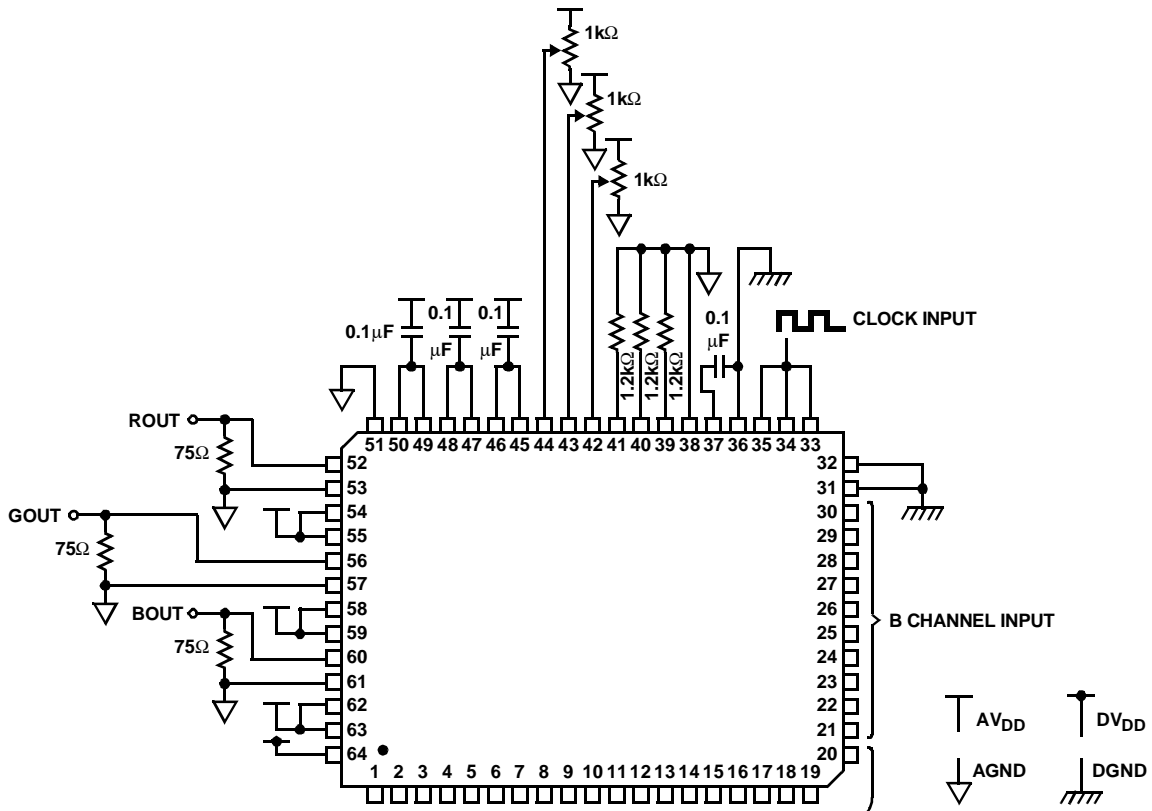 1kΩ
1kΩ
1kΩ
0.1µF
0.1
µF
0.1
µF
1.2kΩ
1.2kΩ
1.2kΩ
0.1
µF
CLOCK INPUT
51 50 49 48 47 46 45 44 43 42 41 40 39 38 37 36 35 34 33
ROUT
75Ω
GOUT
75Ω
BOUT
75Ω
52
53
54
55
56
57
58
59
60
61
62
63
64
32
31
30
29
28
27
26
25
24
23
22
21
20
B CHANNEL INPUT
1 2 3 4 5 6 7 8 9 10 11 12 13 14 15 16 17 18 19
AVDD
DVDD
AGND
DGND